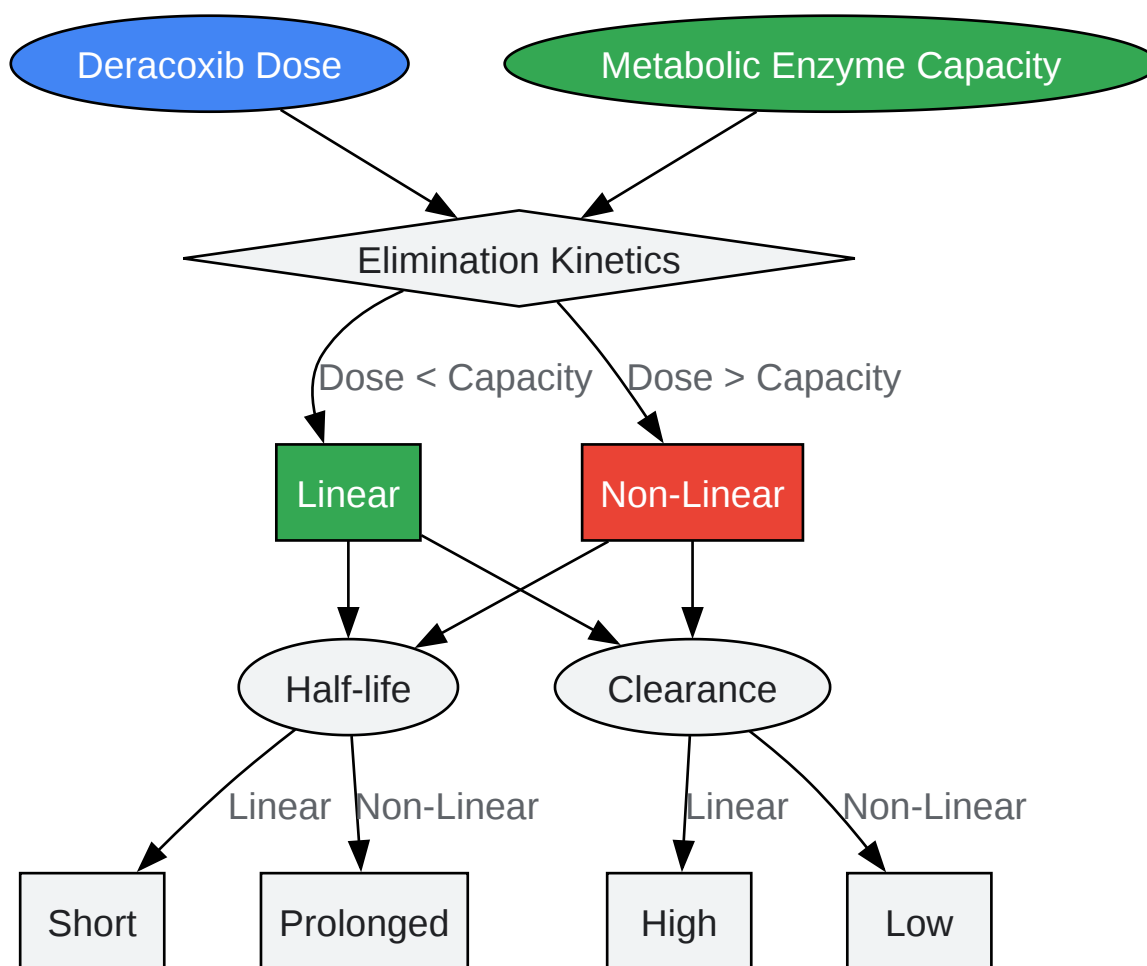 Deracoxib Dose
Metabolic Enzyme Capacity
Elimination Kinetics
Dose < Capacity
Dose > Capacity
Linear
Non-Linear
Half-life
Clearance
Linear
Non-Linear
Linear
Non-Linear
Short
Prolonged
High
Low